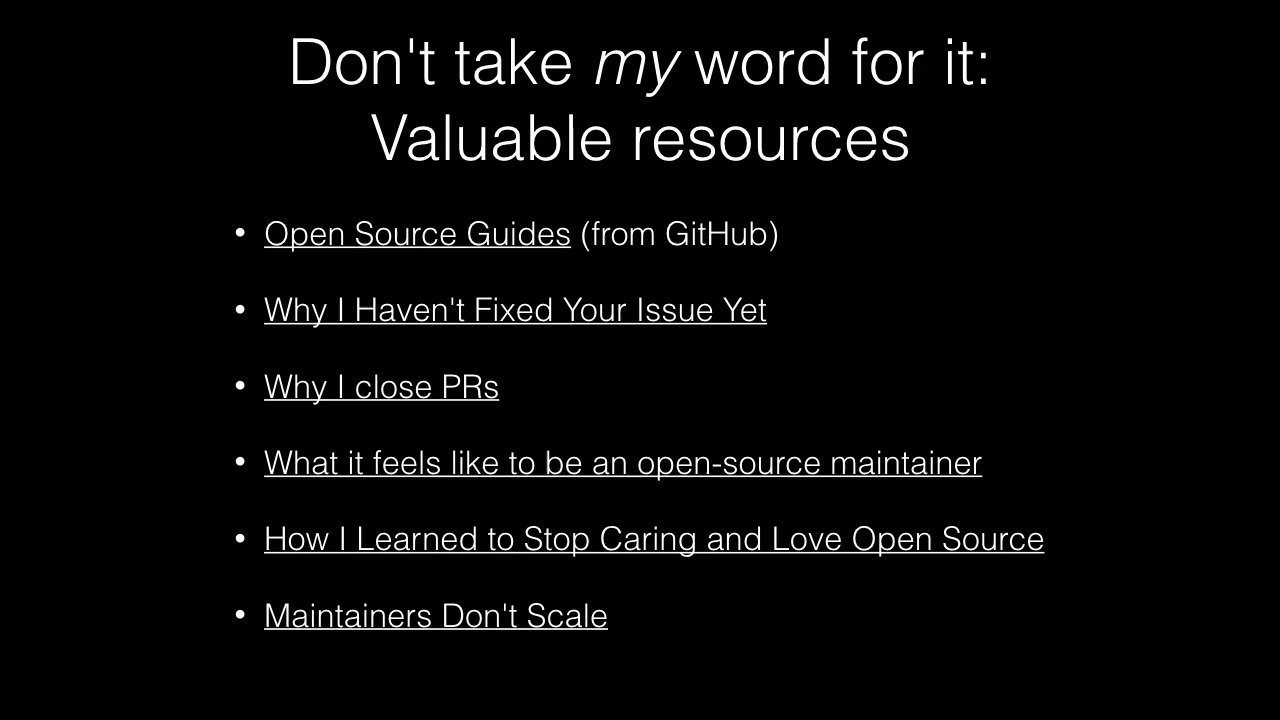 Don't take my word for it:
Valuable resources
• Open Source Guides (from GitHub)
• Why I Haven't Fixed Your Issue Yet
• Why I close PRs
• What it feels like to be an open-source maintainer
• How I Learned to Stop Caring and Love Open Source
• Maintainers Don't Scale